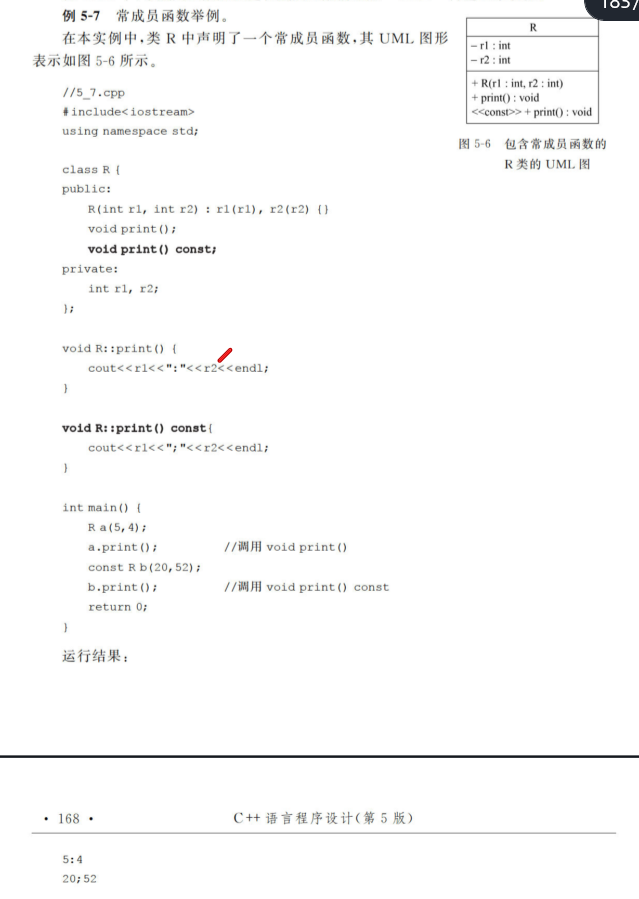 183
例 5-7 常成员函数举例。
在本实例中,类 R 中声明了一个常成员函数,其 UML 图形
表示如图 5-6 所示。
R
- r1 : int
- r2 : int
+ R(r1 : int, r2 : int)
+ print() : void
<<const>> + print() : void
图 5-6 包含常成员函数的
R 类的 UML 图
//5_7.cpp
#include<iostream>
using namespace std;
class R {
public:
R(int r1, int r2) : r1(r1), r2(r2) {}
void print();
void print() const;
private:
int r1, r2;
};
void R::print() {
cout<<r1<<":"<<r2<<endl;
}
void R::print() const{
cout<<r1<<";"<<r2<<endl;
}
int main() {
R a(5,4);
a.print(); //调用 void print()
const R b(20,52);
b.print(); //调用 void print() const
return 0;
}
运行结果:
• 168 • C++ 语言程序设计(第 5 版)
5:4
20;52